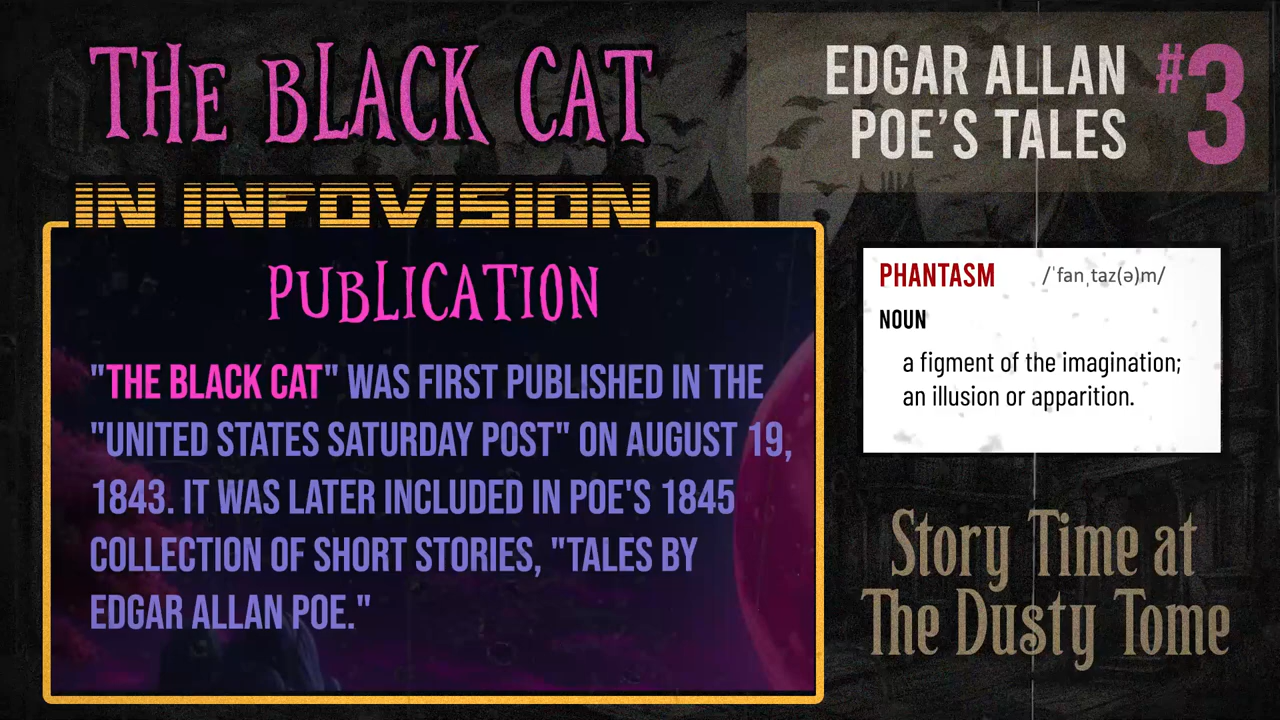 THE BLACK CAT
IN INFOVISION
PUBLICATION
"THE BLACK CAT" WAS FIRST PUBLISHED IN THE
"UNITED STATES SATURDAY POST" ON AUGUST 19,
1843. IT WAS LATER INCLUDED IN POE'S 1845
COLLECTION OF SHORT STORIES, "TALES BY
EDGAR ALLAN POE."
EDGAR ALLAN
POE'S TALES
#3
PHANTASM /ˈfanˌtaz(ə)m/
NOUN
a figment of the imagination;
an illusion or apparition.
Story Time at
The Dusty Tome